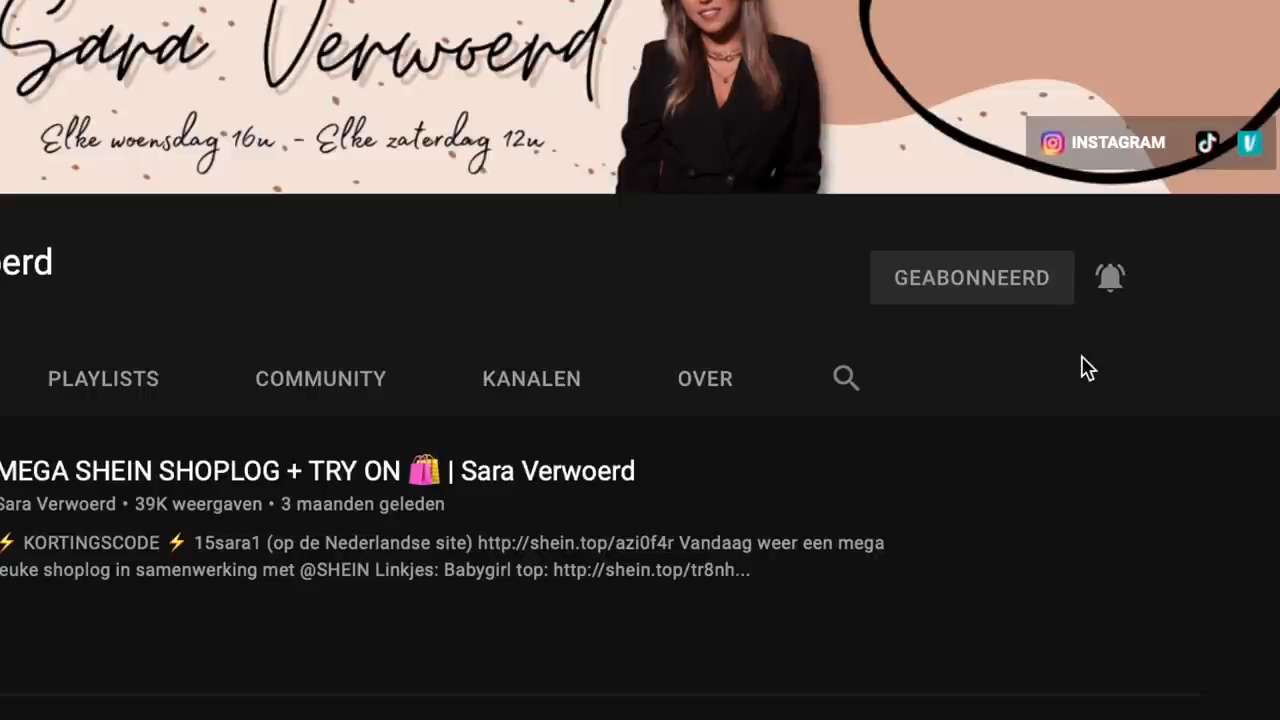 Sara Verwoerd
Elke woensdag 16u. - Elke zaterdag 12u.
INSTAGRAM
oerd
GEABONNEERD
PLAYLISTS COMMUNITY KANALEN OVER
MEGA SHEIN SHOPLOG + TRY ON 🛍️ | Sara Verwoerd
Sara Verwoerd • 39K weergaven • 3 maanden geleden
⚡ KORTINGSCODE ⚡ 15sara1 (op de Nederlandse site) http://shein.top/azi0f4r Vandaag weer een mega
leuke shoplog in samenwerking met @SHEIN Linkjes: Babygirl top: http://shein.top/tr8nh...